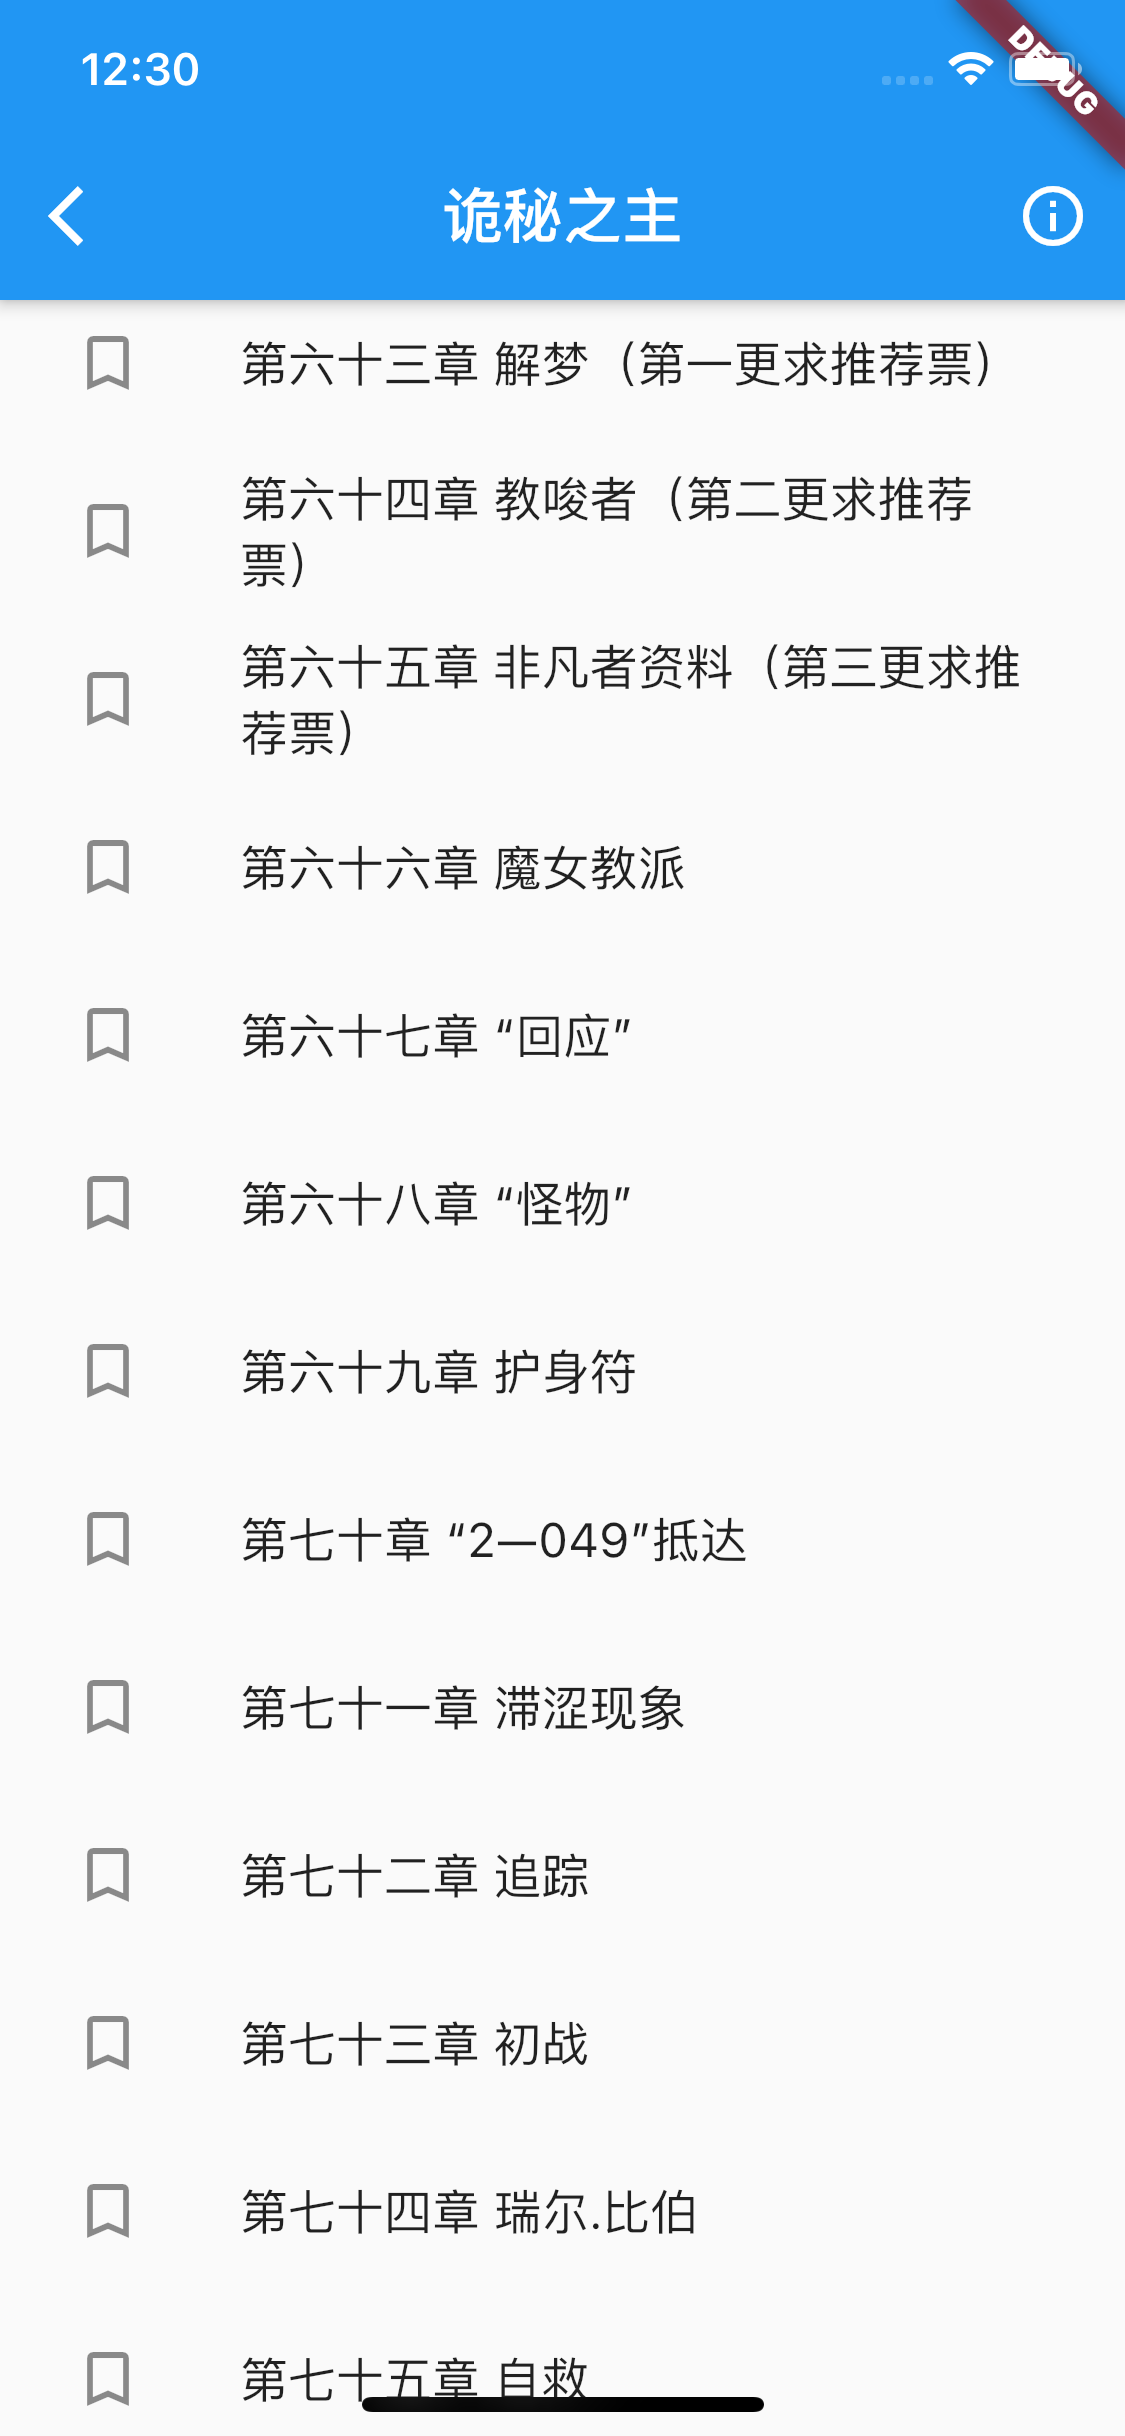 12:30
DEBUG
诡秘之主
第六十三章 解梦（第一更求推荐票）
第六十四章 教唆者（第二更求推荐
票）
第六十五章 非凡者资料（第三更求推
荐票）
第六十六章 魔女教派
第六十七章 “回应”
第六十八章 “怪物”
第六十九章 护身符
第七十章 “2—049”抵达
第七十一章 滞涩现象
第七十二章 追踪
第七十三章 初战
第七十四章 瑞尔.比伯
第七十五章 自救